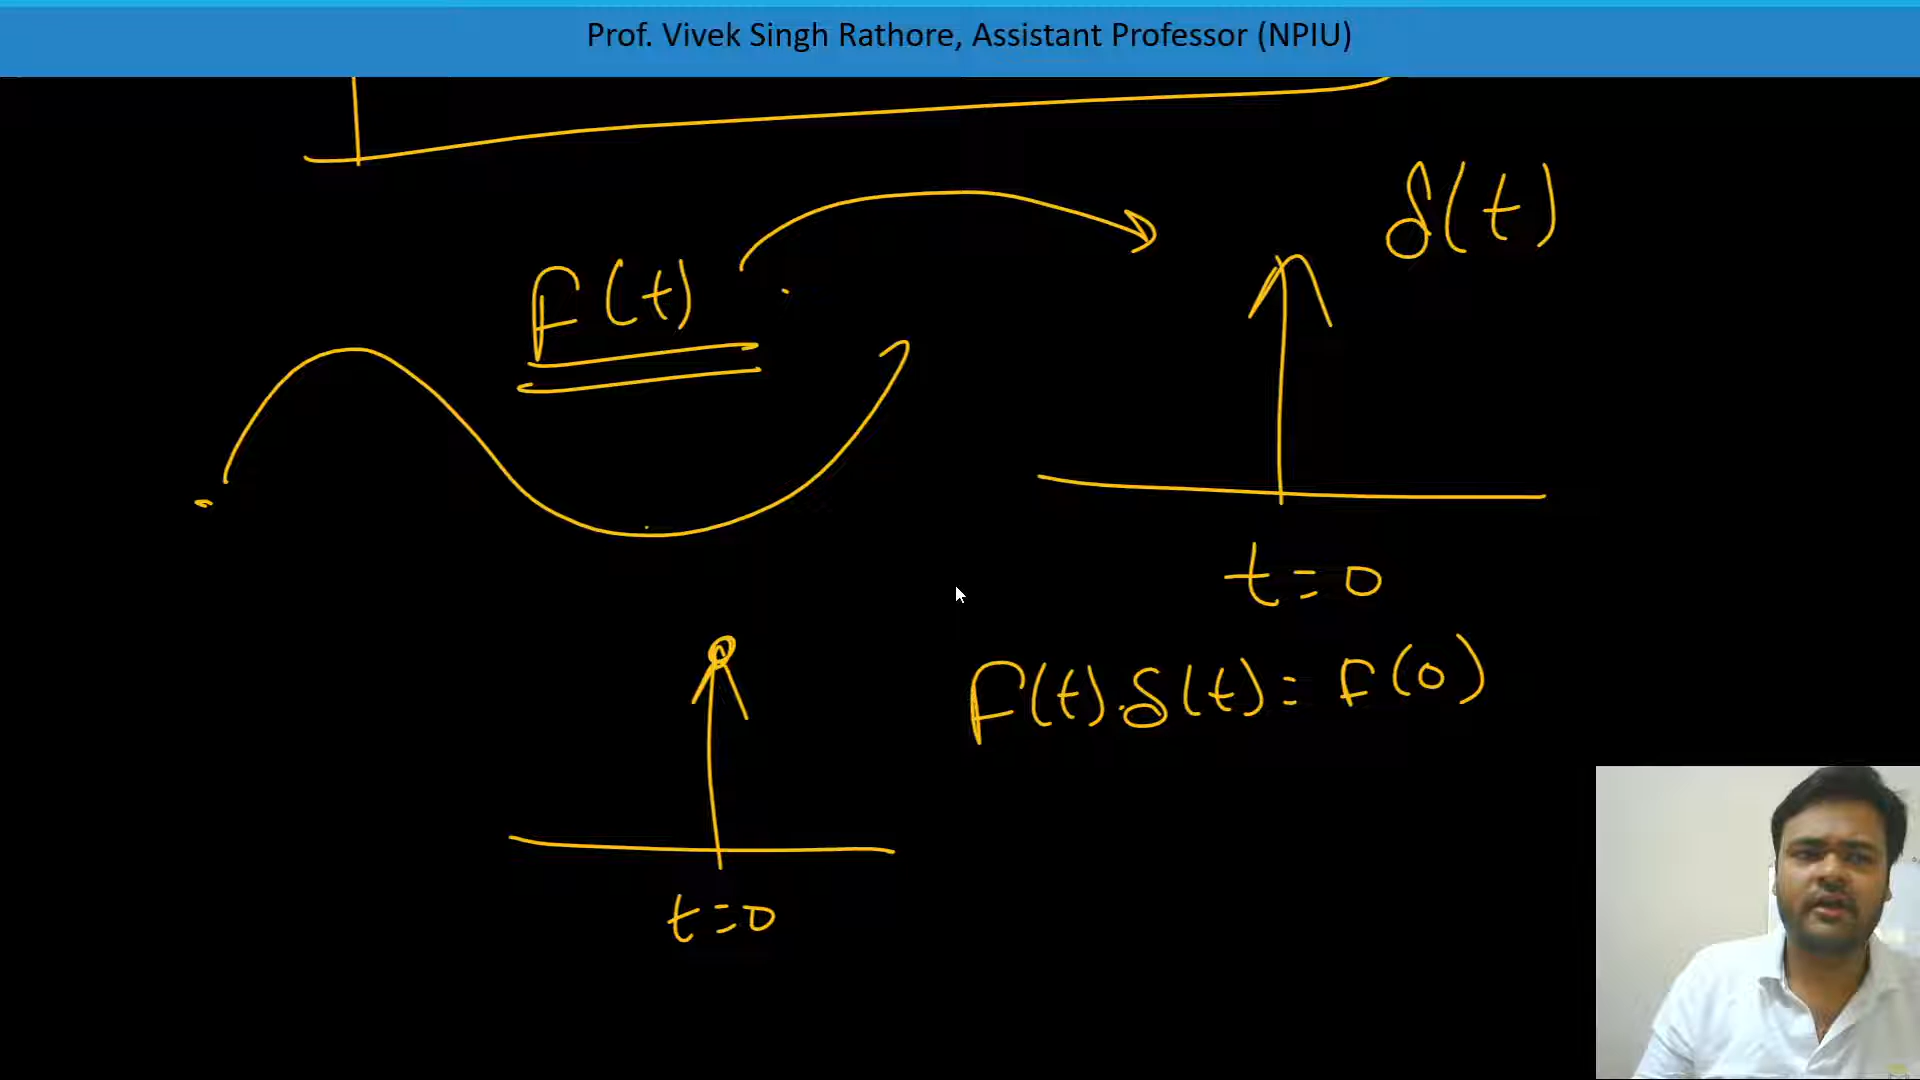 Prof. Vivek Singh Rathore, Assistant Professor (NPIU)
δ(t)
F(t)
t=0
F(t).δ(t)=F(0)
t=0